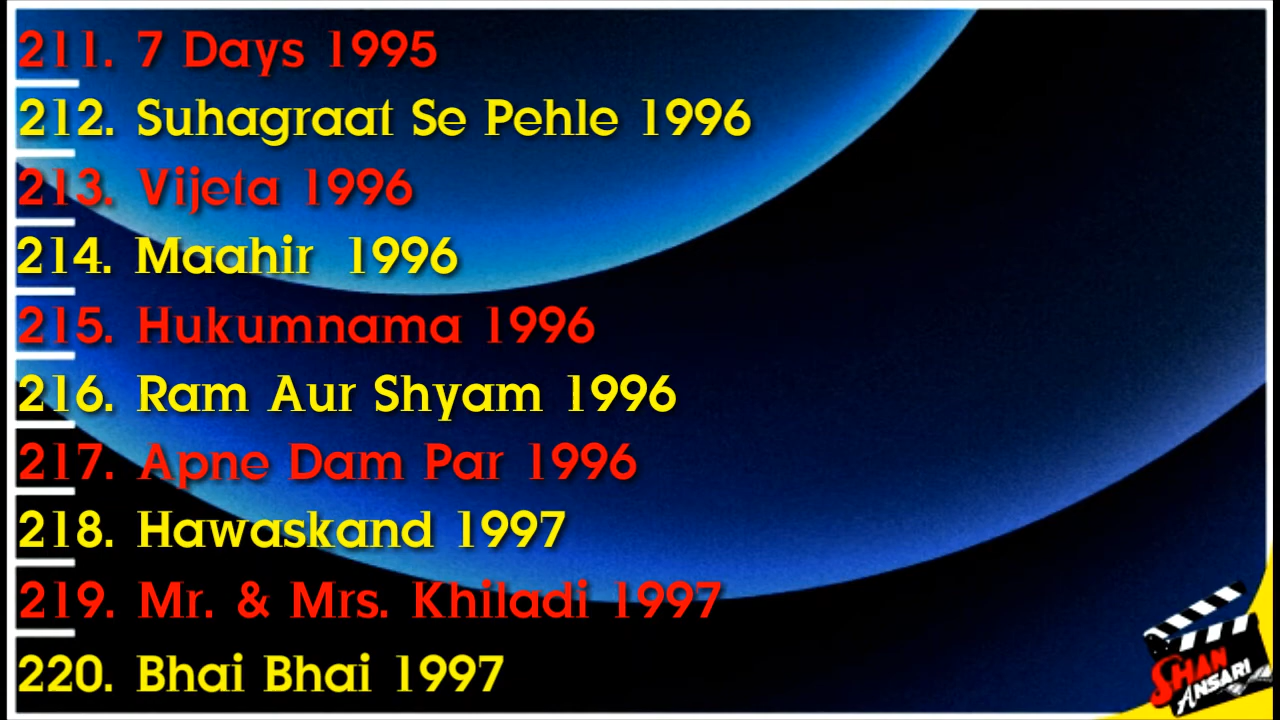 211. 7 Days 1995
212. Suhagraat Se Pehle 1996
213. Vijeta 1996
214. Maahir 1996
215. Hukumnama 1996
216. Ram Aur Shyam 1996
217. Apne Dam Par 1996
218. Hawaskand 1997
219. Mr. & Mrs. Khiladi 1997
220. Bhai Bhai 1997
SHAN
ANSARI